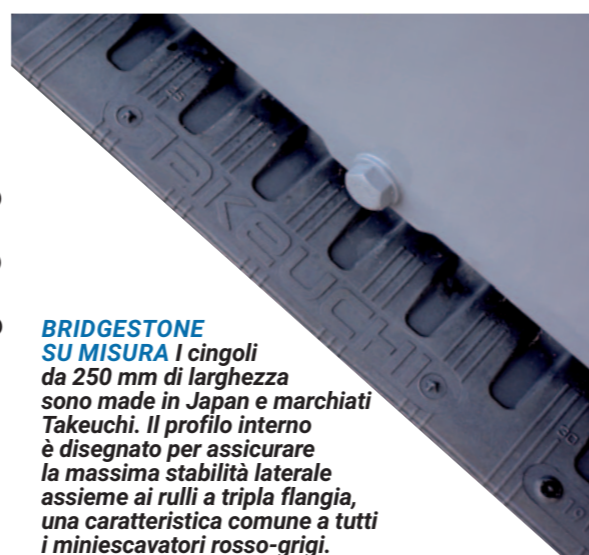 TAKEUCHI
BRIDGESTONE
SU MISURA I cingoli
da 250 mm di larghezza
sono made in Japan e marchiati
Takeuchi. Il profilo interno
è disegnato per assicurare
la massima stabilità laterale
assieme ai rulli a tripla flangia,
una caratteristica comune a tutti
i miniescavatori rosso-grigi.